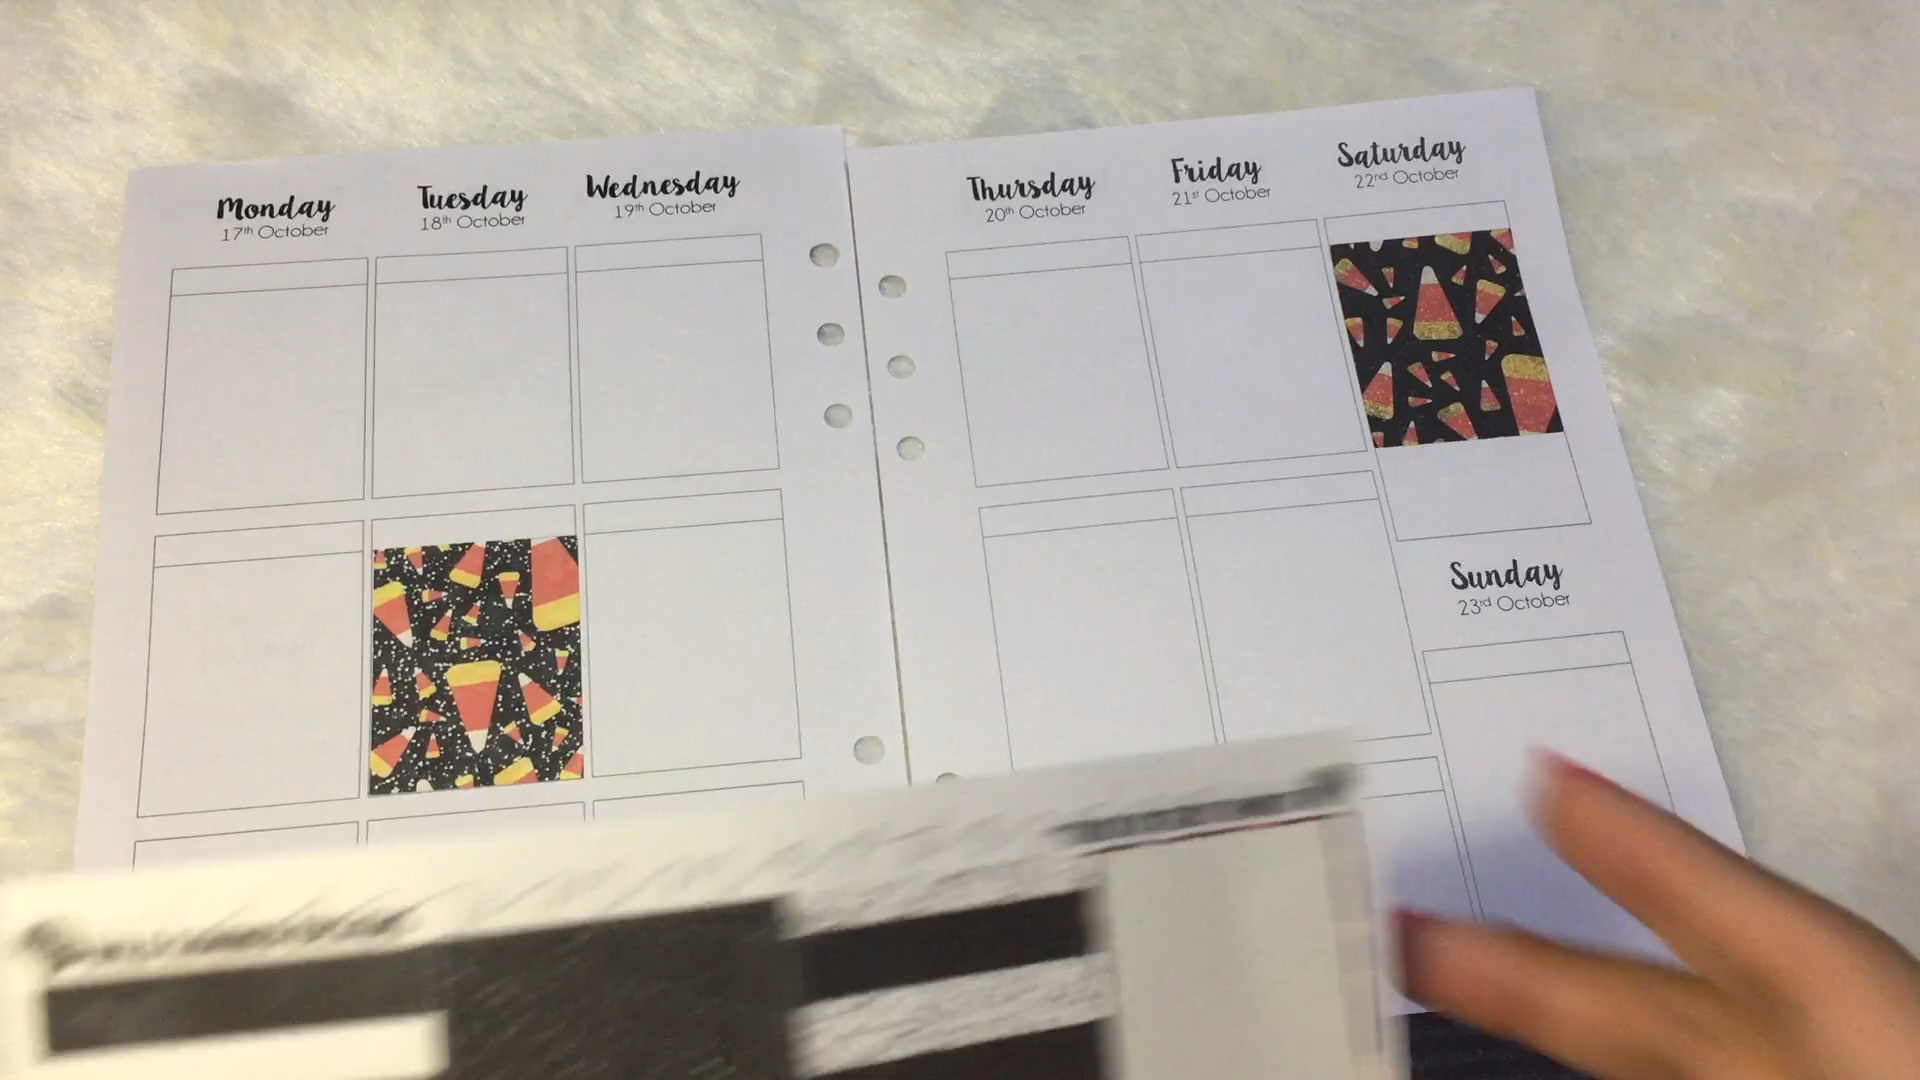 Monday
17th October
Tuesday
18th October
Wednesday
19th October
Thursday
20th October
Friday
21st October
Saturday
22nd October
Sunday
23rd October